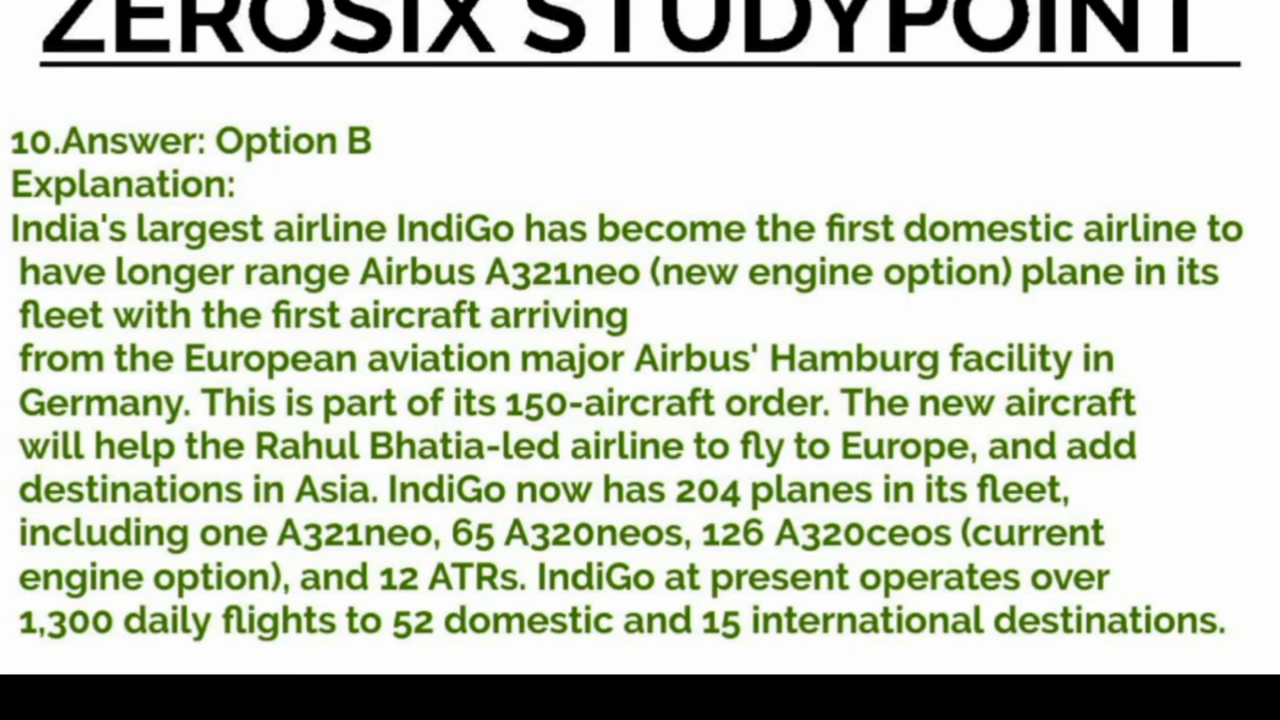 ZEROSIX STUDYPOINT
10.Answer: Option B
Explanation:
India's largest airline IndiGo has become the first domestic airline to
have longer range Airbus A321neo (new engine option) plane in its
fleet with the first aircraft arriving
from the European aviation major Airbus' Hamburg facility in
Germany. This is part of its 150-aircraft order. The new aircraft
will help the Rahul Bhatia-led airline to fly to Europe, and add
destinations in Asia. IndiGo now has 204 planes in its fleet,
including one A321neo, 65 A320neos, 126 A320ceos (current
engine option), and 12 ATRs. IndiGo at present operates over
1,300 daily flights to 52 domestic and 15 international destinations.